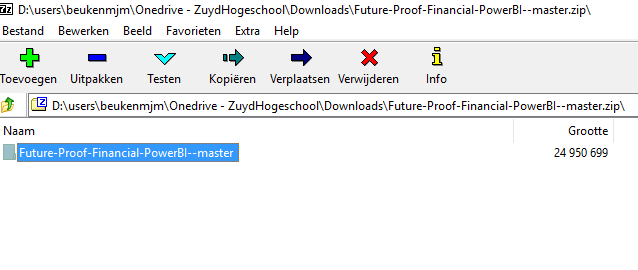 D:\users\beukenmjm\Onedrive - ZuydHogeschool\Downloads\Future-Proof-Financial-PowerBI--master.zip\
Bestand Bewerken Beeld Favorieten Extra Help
Toevoegen Uitpakken Testen Kopiëren Verplaatsen Verwijderen Info
D:\users\beukenmjm\Onedrive - ZuydHogeschool\Downloads\Future-Proof-Financial-PowerBI--master.zip\
Naam Grootte
Future-Proof-Financial-PowerBI--master 24 950 699